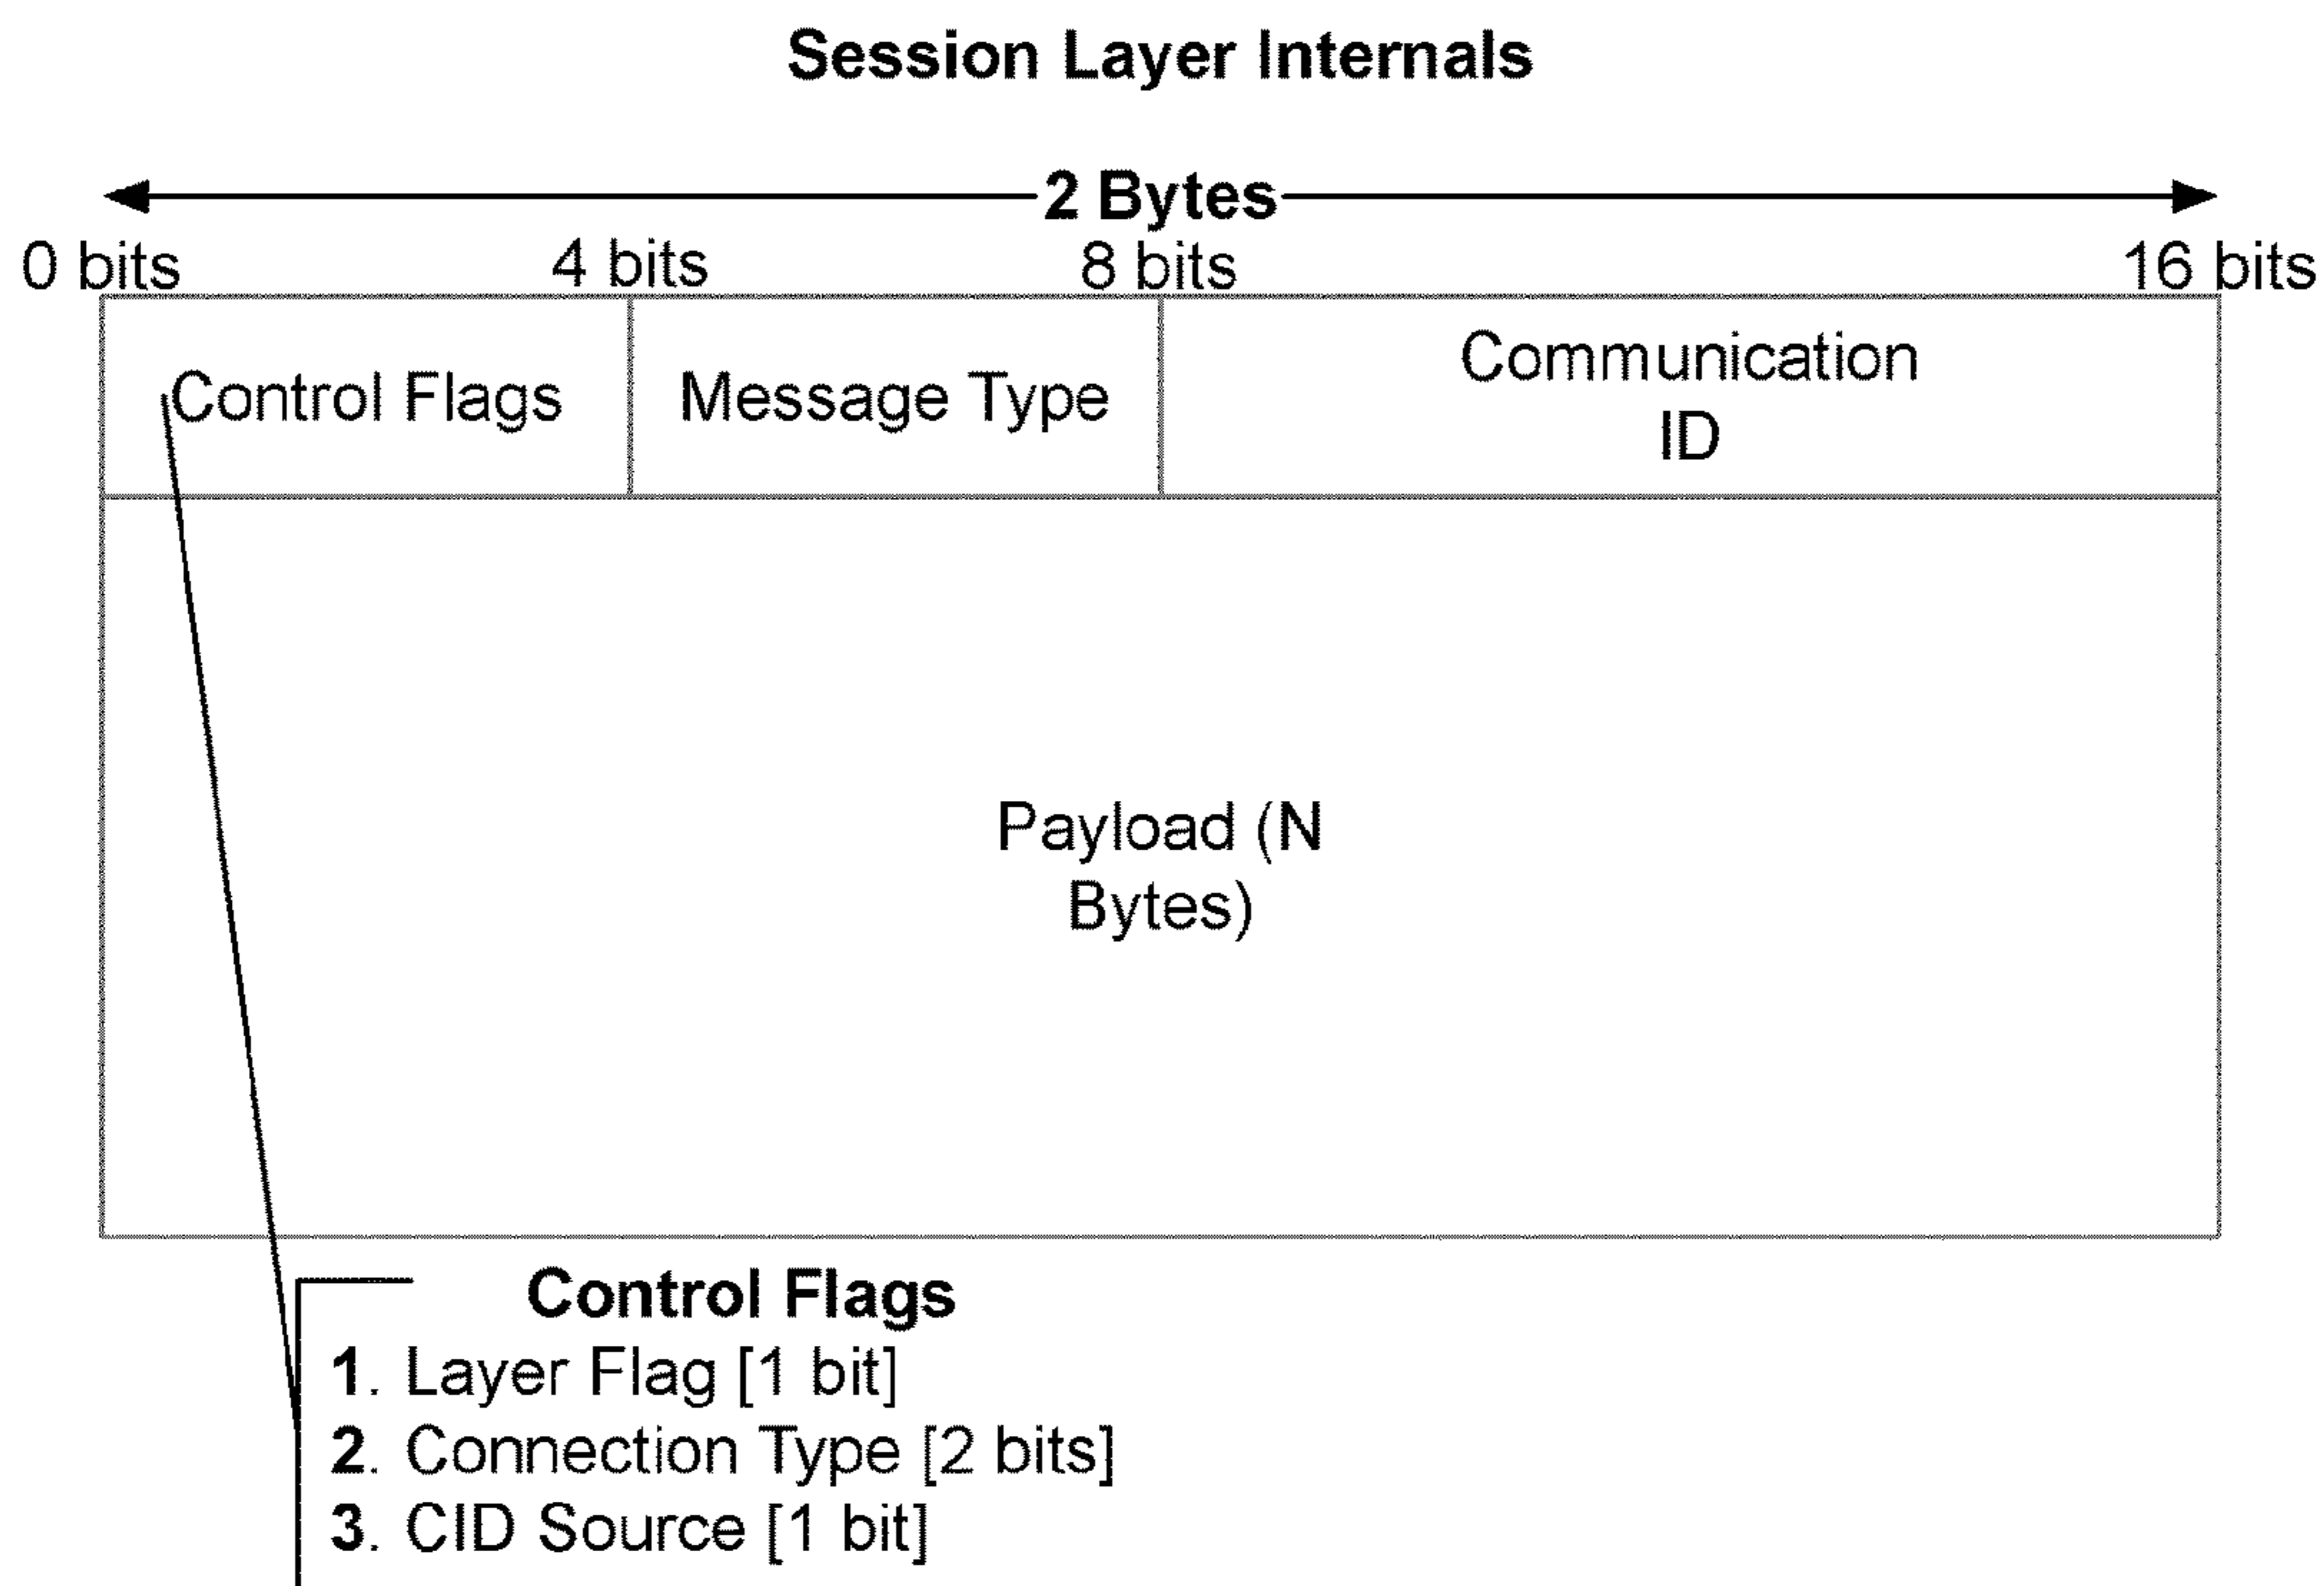 Session Layer Internals
2 Bytes
0 bits 4 bits 8 bits 16 bits
Control Flags Message Type Communication
ID
Payload (N
Bytes)
Control Flags
1. Layer Flag [1 bit]
2. Connection Type [2 bits]
3. CID Source [1 bit]